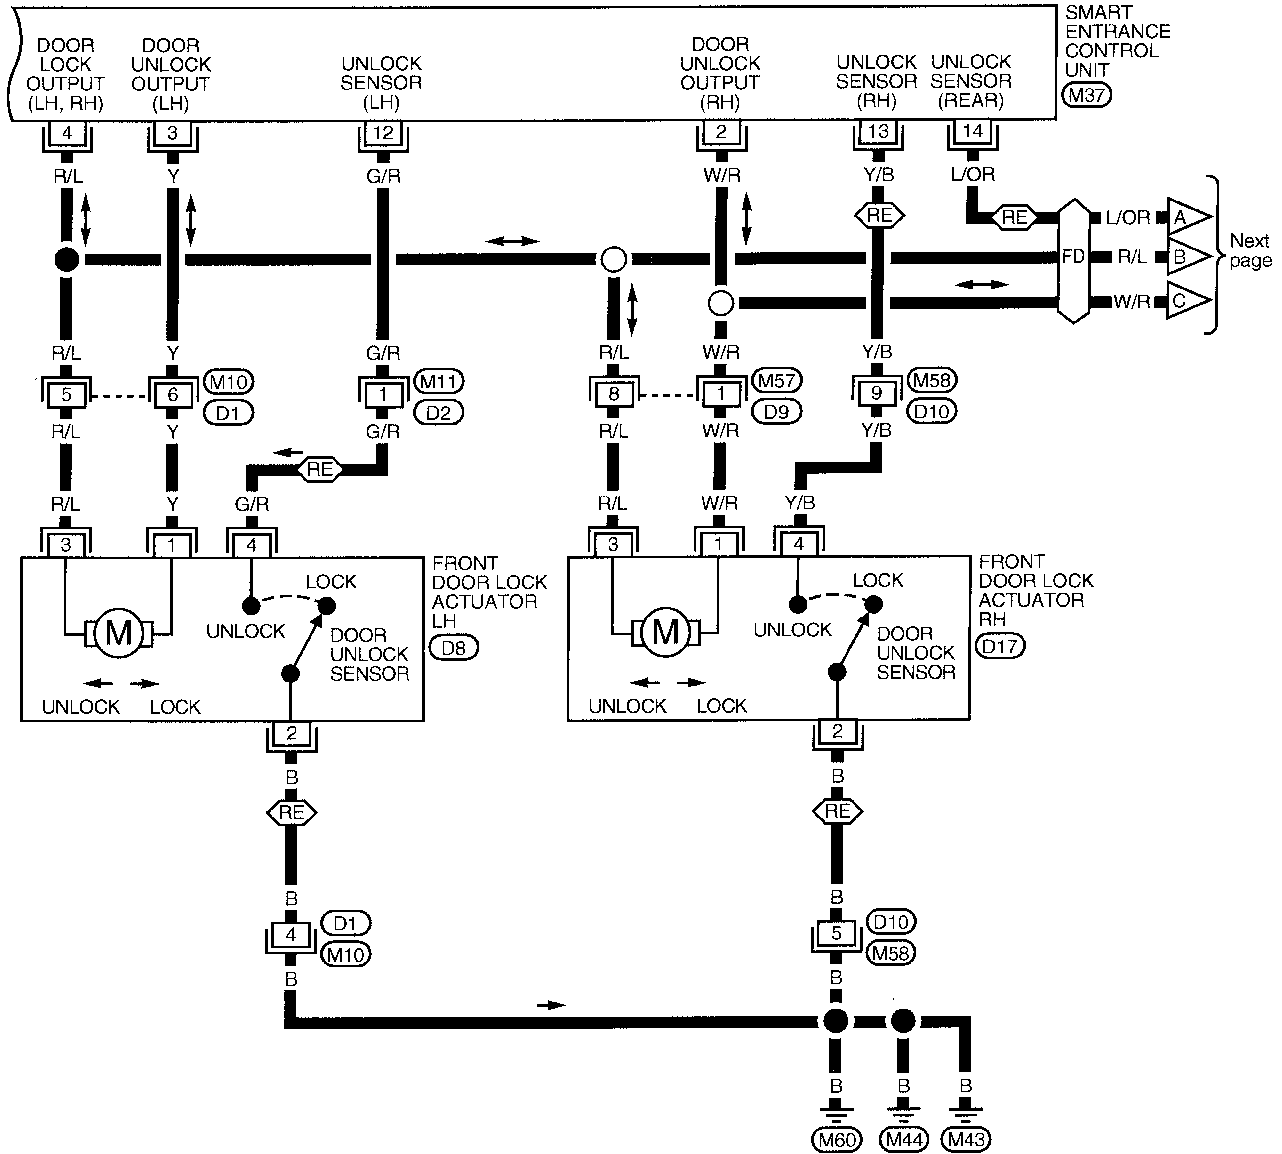 SMART
ENTRANCE
CONTROL
UNIT
M37
DOOR
LOCK
OUTPUT
(LH, RH)
DOOR
UNLOCK
OUTPUT
(LH)
UNLOCK
SENSOR
(LH)
DOOR
UNLOCK
OUTPUT
(RH)
UNLOCK
SENSOR
(RH)
UNLOCK
SENSOR
(REAR)
4 3 12 2 13 14
R/L Y G/R W/R Y/B L/OR
RE RE L/OR A
FD R/L B
W/R C
Next
page
R/L Y G/R R/L W/R Y/B
5 6 M10 D1 1 M11 D2 8 1 M57 D9 9 M58 D10
R/L Y G/R R/L W/R Y/B
RE
R/L Y G/R R/L W/R Y/B
3 1 4 3 1 4
FRONT
DOOR LOCK
ACTUATOR
LH
D8
LOCK
UNLOCK
DOOR
UNLOCK
SENSOR
M
UNLOCK LOCK
FRONT
DOOR LOCK
ACTUATOR
RH
D17
LOCK
UNLOCK
DOOR
UNLOCK
SENSOR
M
UNLOCK LOCK
2 2
B B
RE RE
B B
4 D1 M10 5 D10 M58
B B
B B B
M60 M44 M43